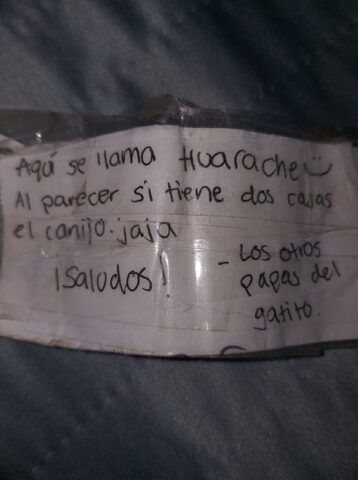 Aquí se llama Huarache
Al parecer si tiene dos casas
el canijo. jaja
¡Saludos!
- Los otros
papas del
gatito.